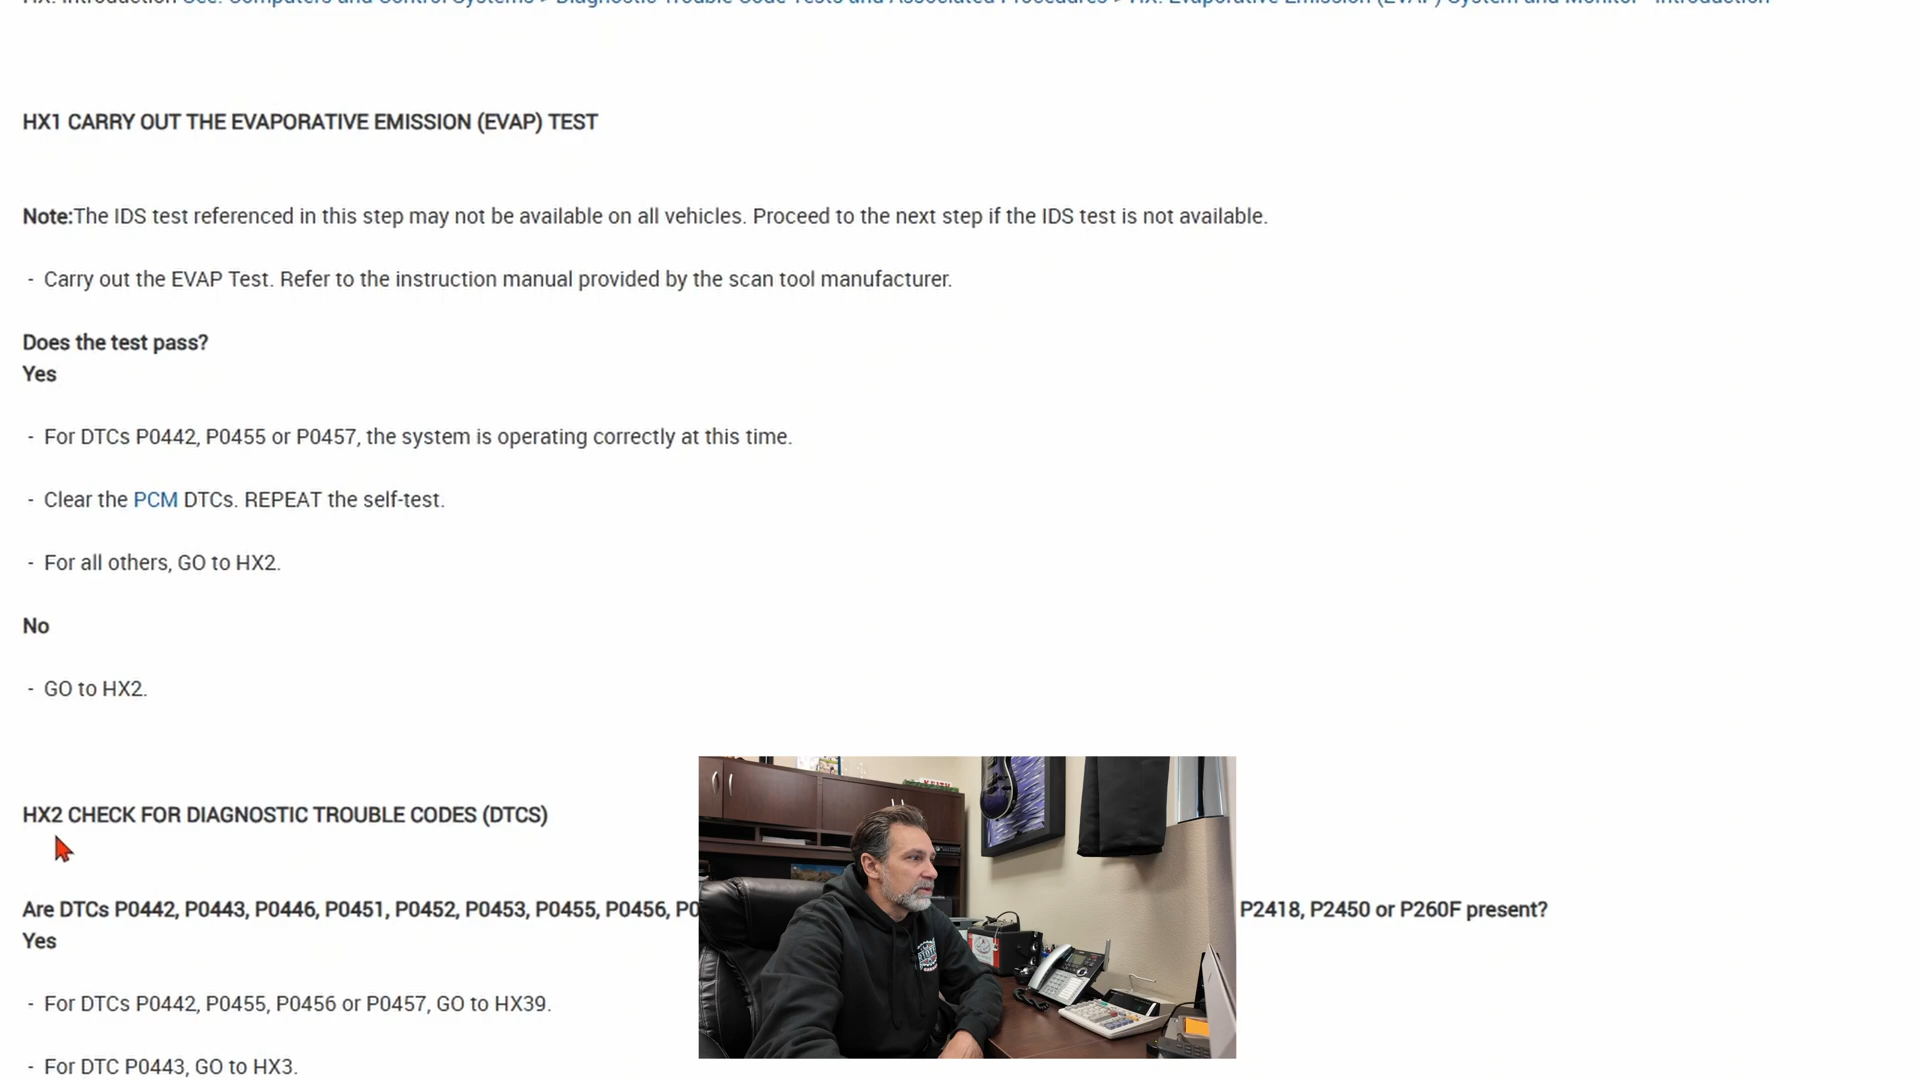 HX1 CARRY OUT THE EVAPORATIVE EMISSION (EVAP) TEST
Note:The IDS test referenced in this step may not be available on all vehicles. Proceed to the next step if the IDS test is not available.
- Carry out the EVAP Test. Refer to the instruction manual provided by the scan tool manufacturer.
Does the test pass?
Yes
- For DTCs P0442, P0455 or P0457, the system is operating correctly at this time.
- Clear the PCM DTCs. REPEAT the self-test.
- For all others, GO to HX2.
No
- GO to HX2.
HX2 CHECK FOR DIAGNOSTIC TROUBLE CODES (DTCS)
Are DTCs P0442, P0443, P0446, P0451, P0452, P0453, P0455, P0456, P0 P2418, P2450 or P260F present?
Yes
- For DTCs P0442, P0455, P0456 or P0457, GO to HX39.
- For DTC P0443, GO to HX3.